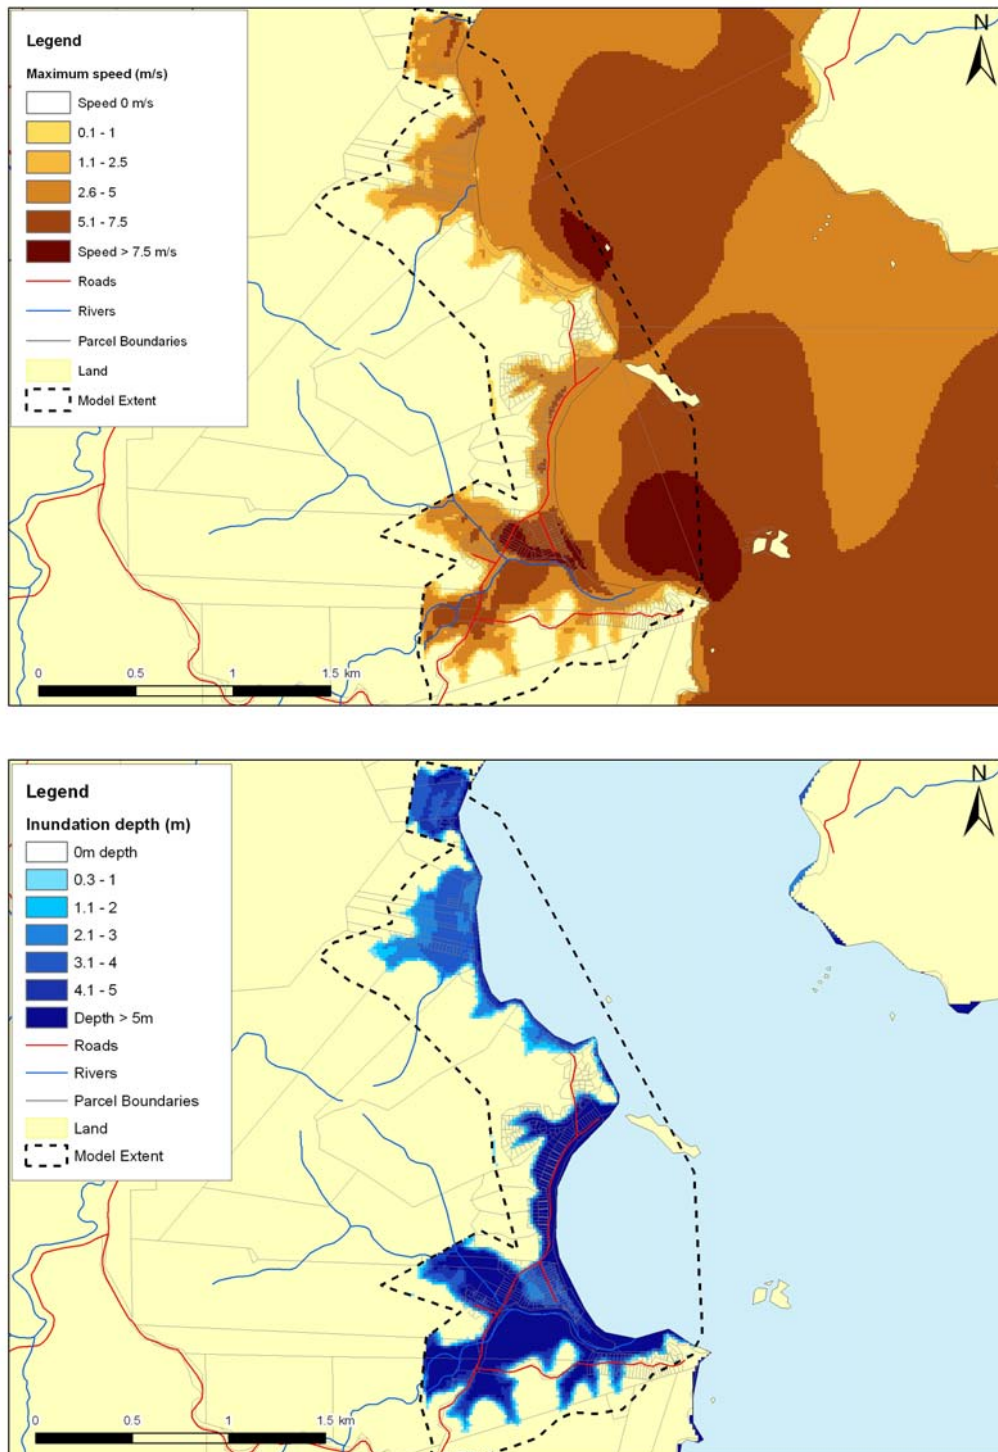 Legend
N
Maximum speed (m/s)
Speed 0 m/s
0.1 - 1
1.1 - 2.5
2.6 - 5
5.1 - 7.5
Speed > 7.5 m/s
Roads
Rivers
Parcel Boundaries
Land
Model Extent
0 0.5 1 1.5 km
Legend
N
Inundation depth (m)
0m depth
0.3 - 1
1.1 - 2
2.1 - 3
3.1 - 4
4.1 - 5
Depth > 5m
Roads
Rivers
Parcel Boundaries
Land
Model Extent
0 0.5 1 1.5 km